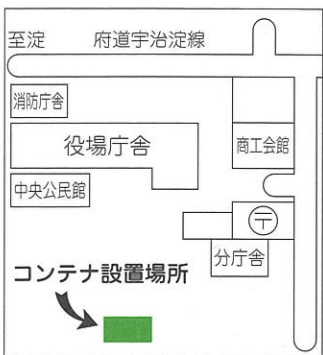 至淀 府道宇治淀線
消防庁舎
役場庁舎
商工会館
中央公民館
〒
分庁舎
コンテナ設置場所